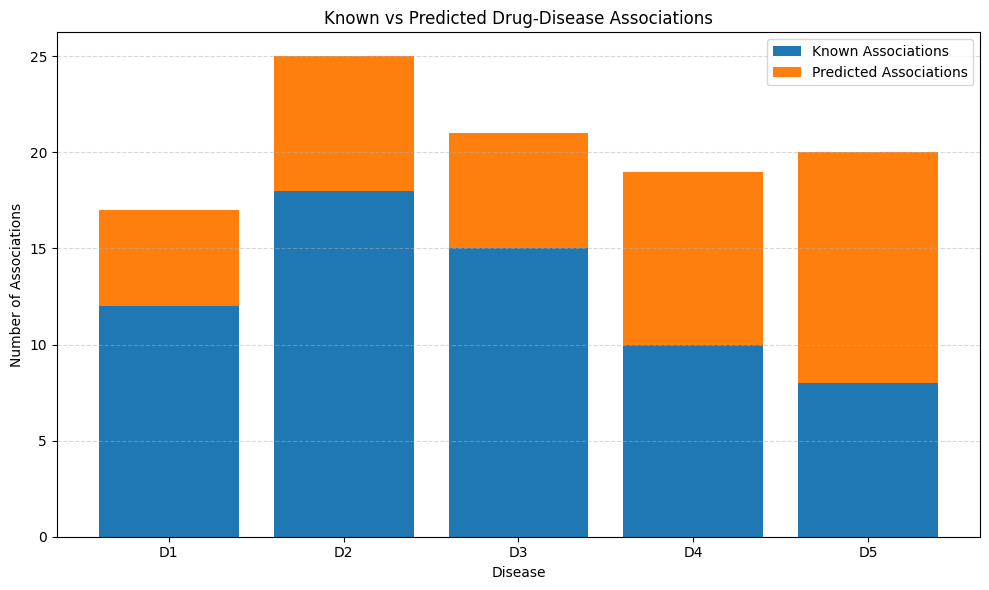 Known vs Predicted Drug-Disease Associations
Known Associations
Predicted Associations
Number of Associations
25
20
15
10
5
0
D1 D2 D3 D4 D5
Disease